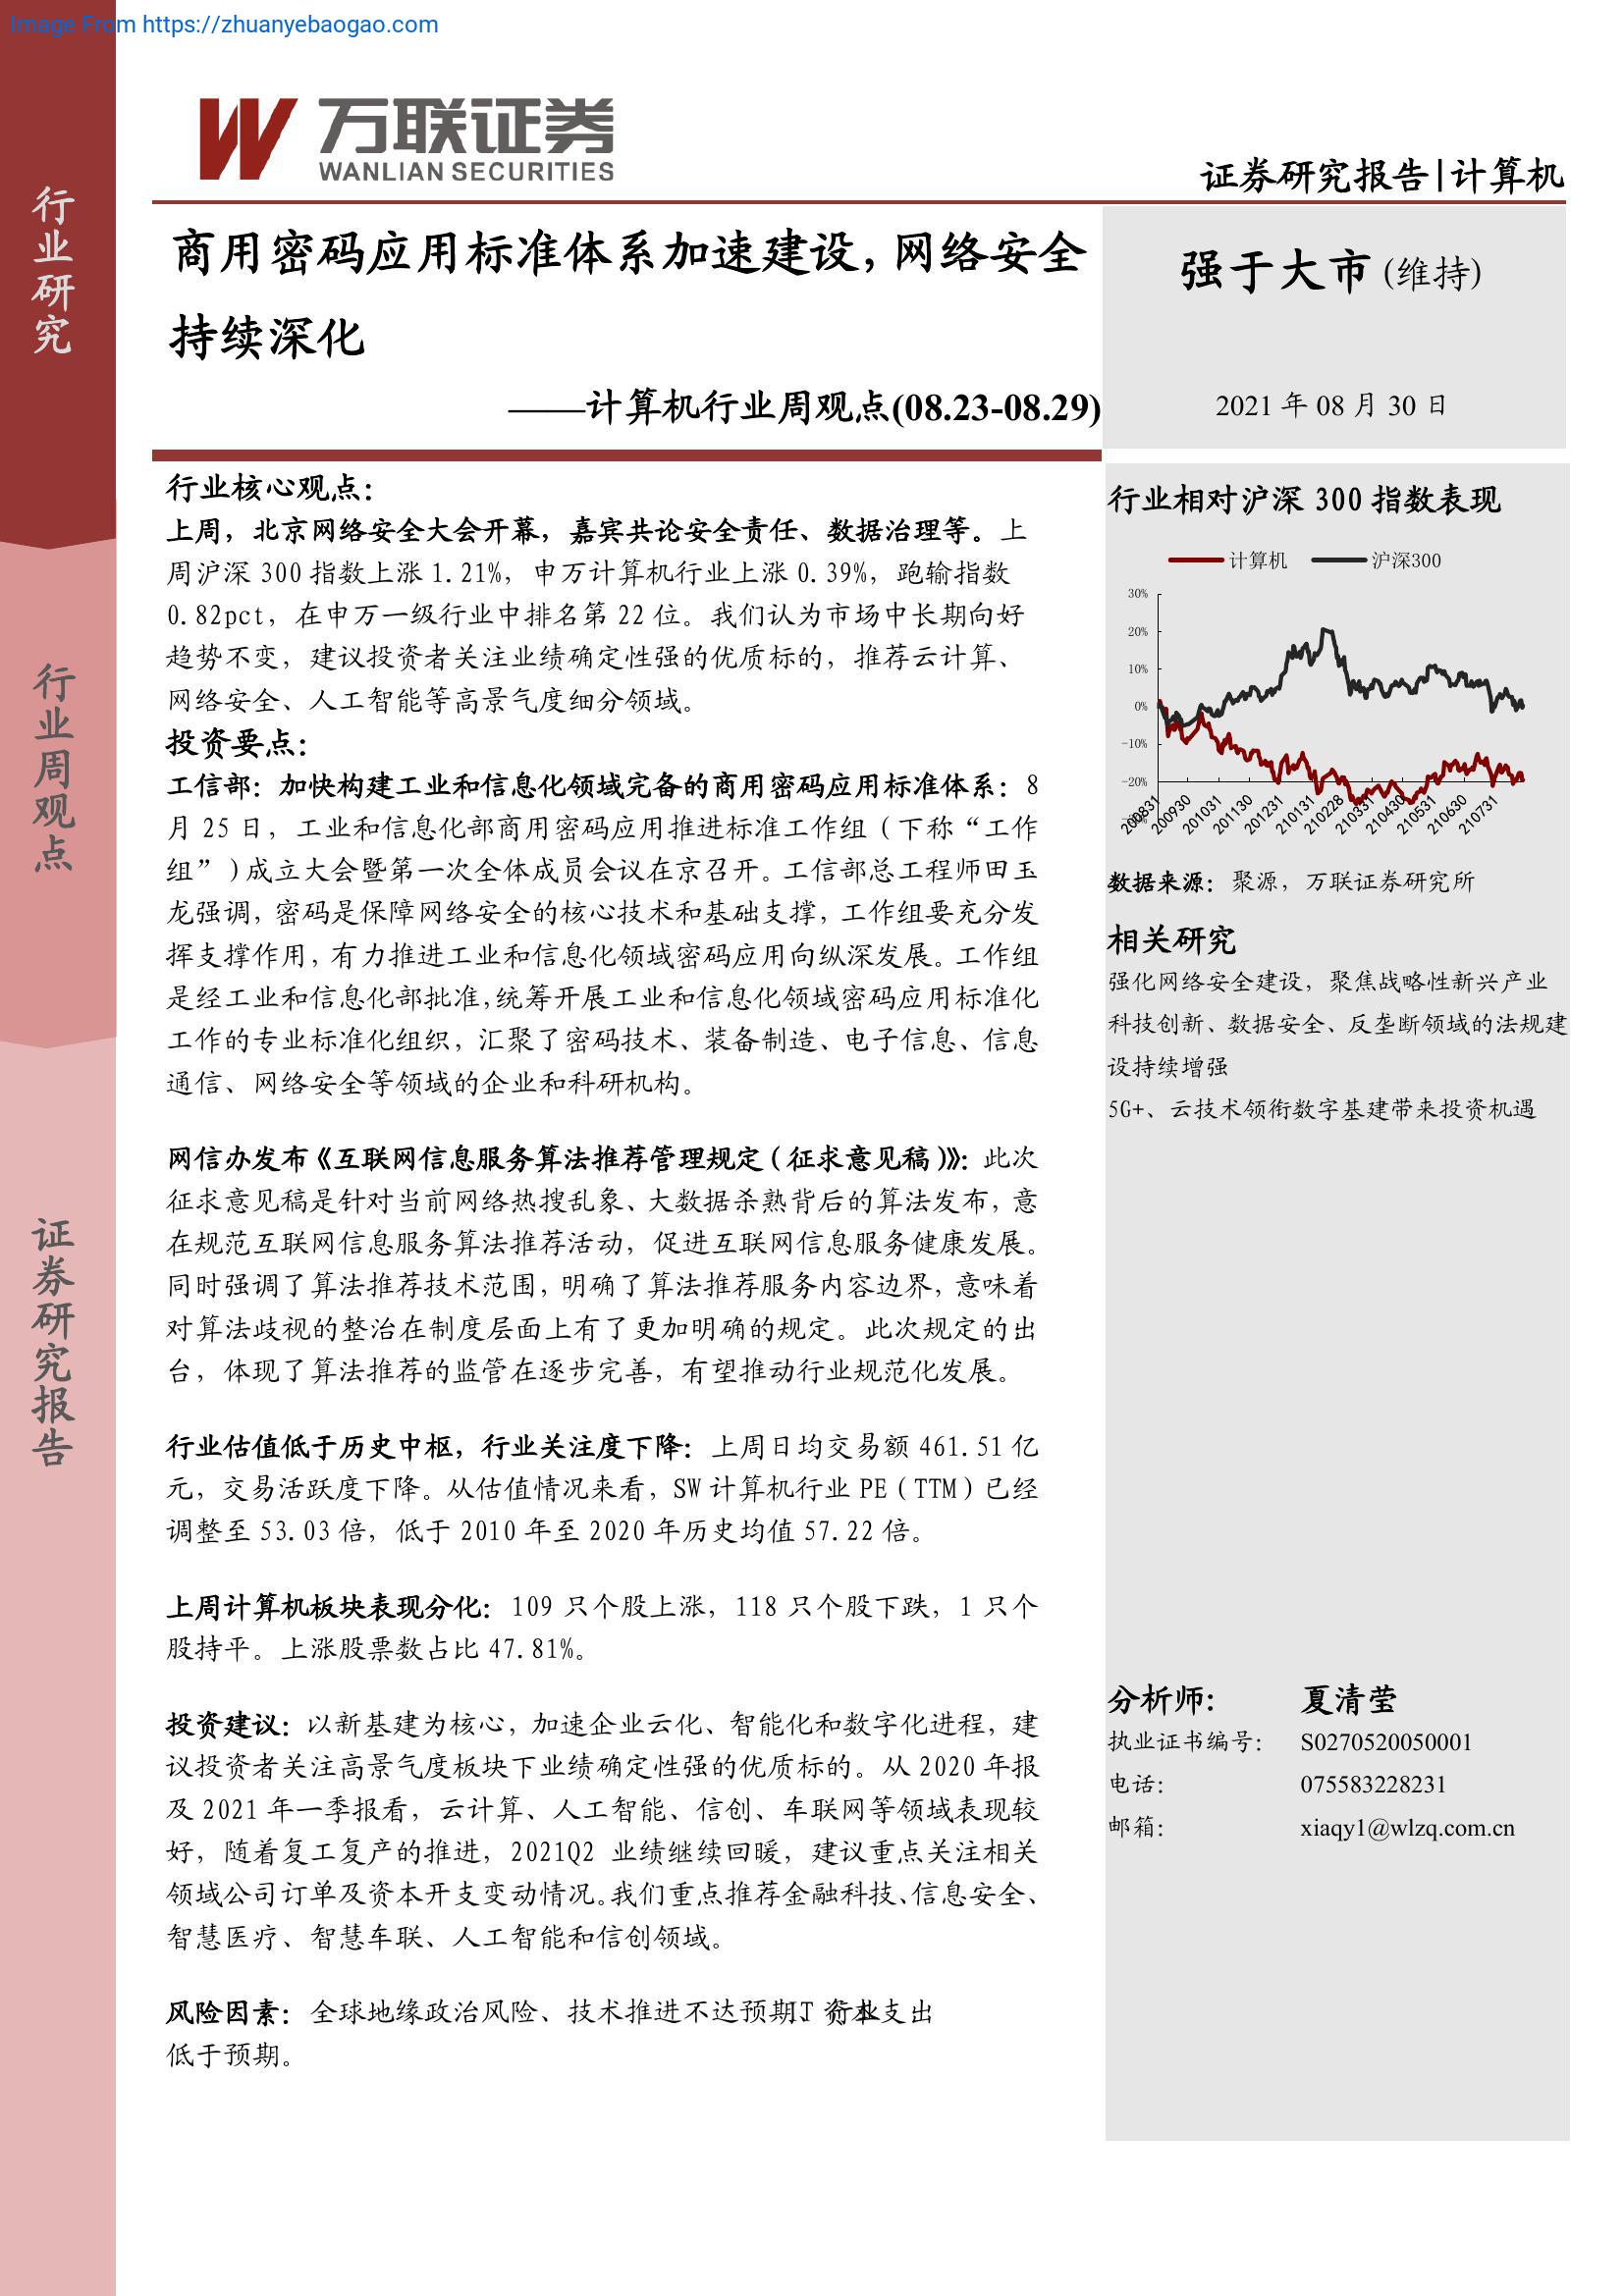 Image From https://zhuanyebaogao.com
行业研究
行业周观点
证券研究报告
万联证券
WANLIAN SECURITIES
证券研究报告|计算机
商用密码应用标准体系加速建设，网络安全
持续深化
——计算机行业周观点(08.23-08.29)
强于大市(维持)
2021 年 08 月 30 日
行业核心观点：
上周，北京网络安全大会开幕，嘉宾共论安全责任、数据治理等。上
周沪深 300 指数上涨 1.21%，申万计算机行业上涨 0.39%，跑输指数
0.82pct，在申万一级行业中排名第 22 位。我们认为市场中长期向好
趋势不变，建议投资者关注业绩确定性强的优质标的，推荐云计算、
网络安全、人工智能等高景气度细分领域。
投资要点：
工信部：加快构建工业和信息化领域完备的商用密码应用标准体系：8
月 25 日，工业和信息化部商用密码应用推进标准工作组（下称“工作
组”）成立大会暨第一次全体成员会议在京召开。工信部总工程师田玉
龙强调，密码是保障网络安全的核心技术和基础支撑，工作组要充分发
挥支撑作用，有力推进工业和信息化领域密码应用向纵深发展。工作组
是经工业和信息化部批准，统筹开展工业和信息化领域密码应用标准化
工作的专业标准化组织，汇聚了密码技术、装备制造、电子信息、信息
通信、网络安全等领域的企业和科研机构。
网信办发布《互联网信息服务算法推荐管理规定（征求意见稿）》：此次
征求意见稿是针对当前网络热搜乱象、大数据杀熟背后的算法发布，意
在规范互联网信息服务算法推荐活动，促进互联网信息服务健康发展。
同时强调了算法推荐技术范围，明确了算法推荐服务内容边界，意味着
对算法歧视的整治在制度层面上有了更加明确的规定。此次规定的出
台，体现了算法推荐的监管在逐步完善，有望推动行业规范化发展。
行业估值低于历史中枢，行业关注度下降：上周日均交易额 461.51 亿
元，交易活跃度下降。从估值情况来看，SW 计算机行业 PE（TTM）已经
调整至 53.03 倍，低于 2010 年至 2020 年历史均值 57.22 倍。
上周计算机板块表现分化：109 只个股上涨，118 只个股下跌，1 只个
股持平。上涨股票数占比 47.81%。
投资建议：以新基建为核心，加速企业云化、智能化和数字化进程，建
议投资者关注高景气度板块下业绩确定性强的优质标的。从 2020 年报
及 2021 年一季报看，云计算、人工智能、信创、车联网等领域表现较
好，随着复工复产的推进，2021Q2 业绩继续回暖，建议重点关注相关
领域公司订单及资本开支变动情况。我们重点推荐金融科技、信息安全、
智慧医疗、智慧车联、人工智能和信创领域。
风险因素：全球地缘政治风险、技术推进不达预期、支出
低于预期。
行业相对沪深 300 指数表现
计算机 沪深300
30%
20%
10%
0%
-10%
-20%
200831 200930 201031 201130 201231 210131 210228 210331 210430 210531 210630 210731
数据来源：聚源，万联证券研究所
相关研究
强化网络安全建设，聚焦战略性新兴产业
科技创新、数据安全、反垄断领域的法规建
设持续增强
5G+、云技术领衔数字基建带来投资机遇
分析师： 夏清莹
执业证书编号： S0270520050001
电话： 075583228231
邮箱： xiaqy1@wlzq.com.cn